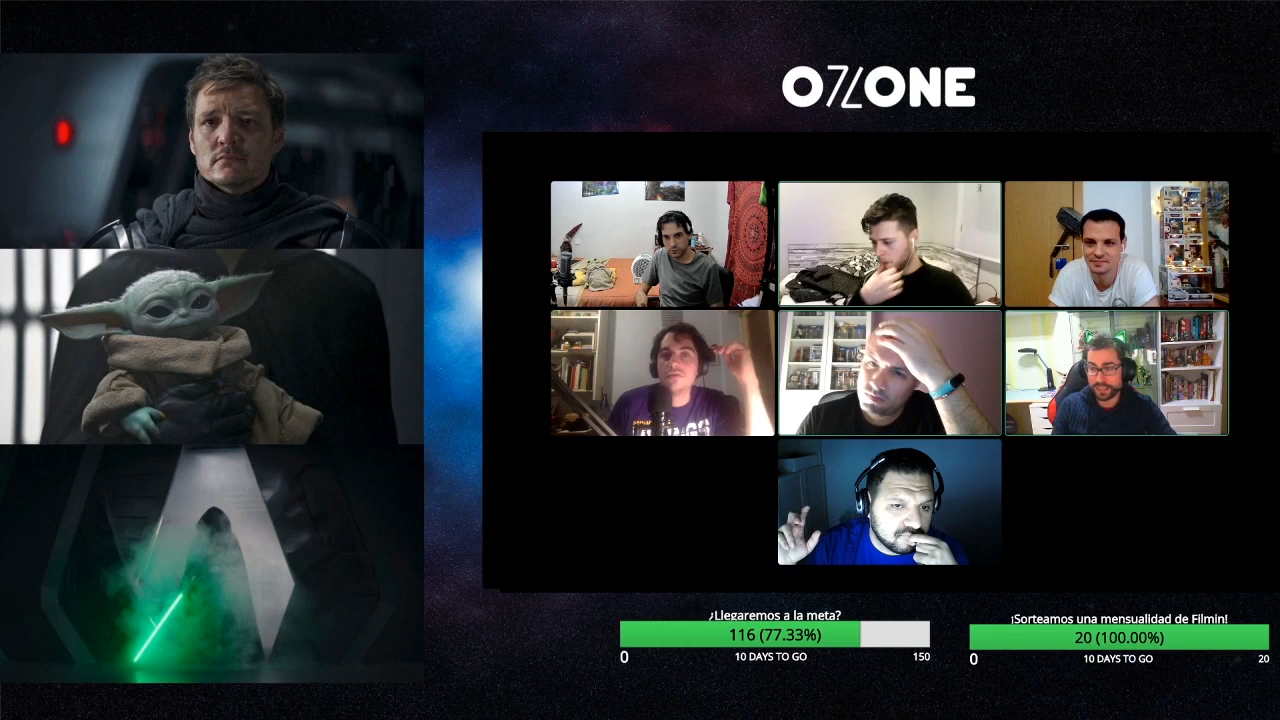 OZONE
¿Llegaremos a la meta?
116 (77.33%)
0
10 DAYS TO GO
150
¡Sorteamos una mensualidad de Filmin!
20 (100.00%)
0
10 DAYS TO GO
20